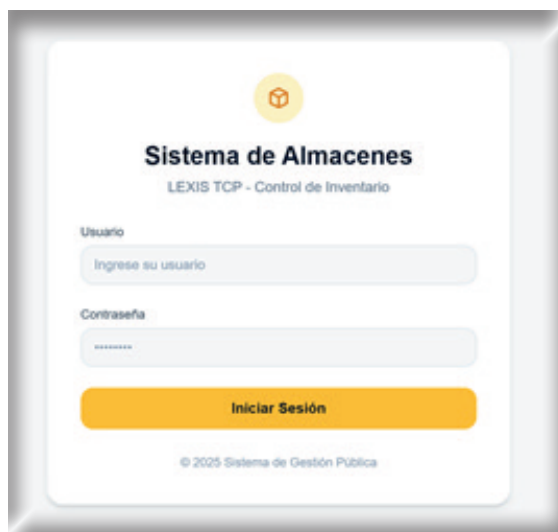 Sistema de Almacenes
LEXIS TCP - Control de Inventario
Usuario
Ingrese su usuario
Contraseña
••••••••
Iniciar Sesión
© 2025 Sistema de Gestión Pública